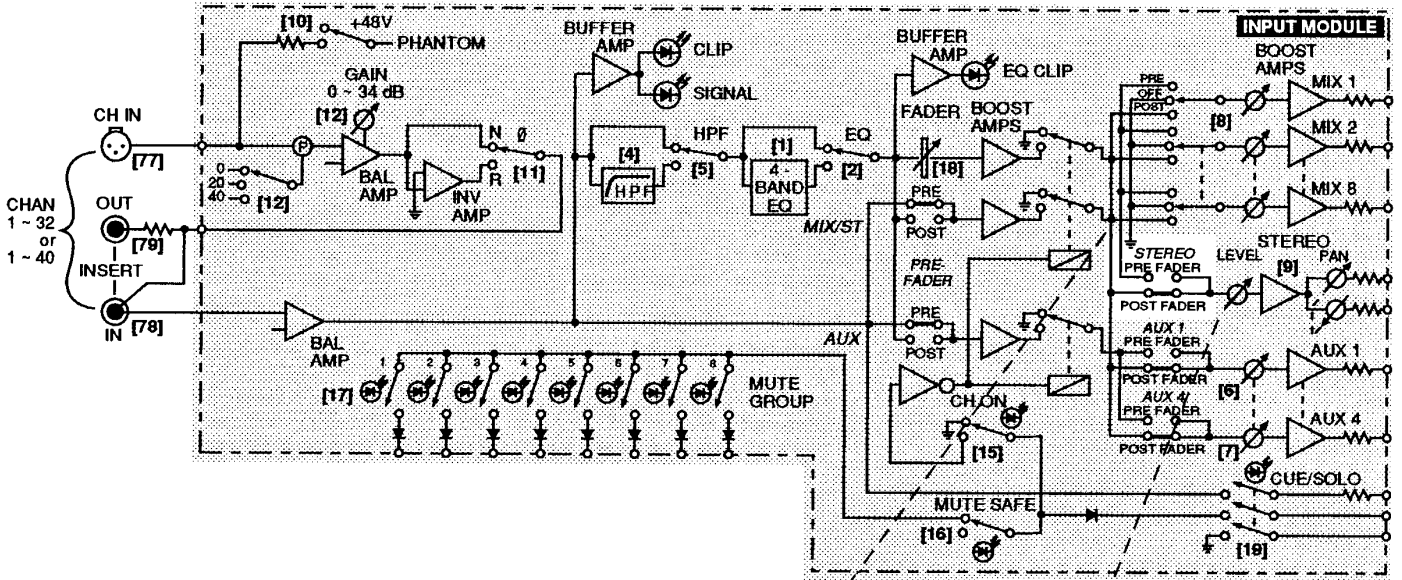 INPUT MODULE
[10] +48V
PHANTOM
GAIN
0 ~ 34 dB
[12]
CH IN
[77]
0
20
40
[12]
P
BAL
AMP
INV
AMP
N Ø
R [11]
BUFFER
AMP
CLIP
SIGNAL
[4]
HPF
HPF
[5]
[1]
4 -
BAND
EQ
EQ
[2]
BUFFER
AMP
EQ CLIP
FADER
[18]
BOOST
AMPS
PRE
OFF
POST
[8]
BOOST
AMPS
MIX 1
MIX 2
MIX 8
CHAN
1 ~ 32
or
1 ~ 40
OUT
[79]
INSERT
IN
[78]
BAL
AMP
MIX/ST
PRE
POST
PRE-
FADER
AUX
PRE
POST
STEREO
PRE FADER
POST FADER
LEVEL
STEREO
[9]
PAN
AUX 1
PRE FADER
POST FADER
[6]
AUX 1
AUX 4/
PRE FADER
POST FADER
[7]
AUX 4
[17]
1 2 3 4 5 6 7 8
MUTE
GROUP
CH ON
[15]
MUTE SAFE
[16]
CUE/SOLO
[19]